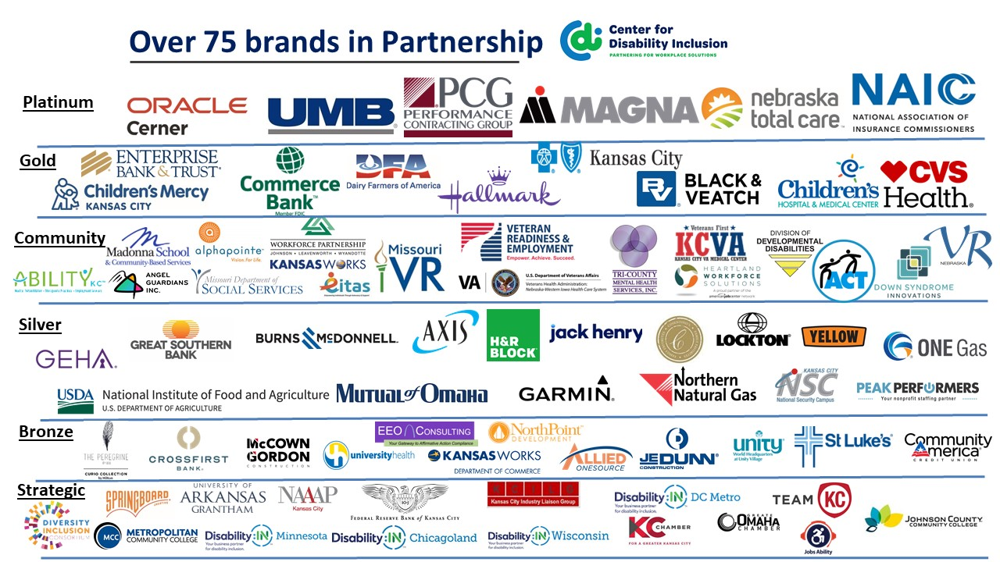 Over 75 brands in Partnership
Center for
Disability Inclusion
PARTNERING FOR WORKPLACE SOLUTIONS
Platinum
ORACLE
Cerner
UMB
PCG
PERFORMANCE
CONTRACTING GROUP
MAGNA
nebraska
total care™
NAIC
NATIONAL ASSOCIATION OF
INSURANCE COMMISSIONERS
Gold
ENTERPRISE
BANK & TRUST
Children's Mercy
KANSAS CITY
Commerce
Bank™
Member FDIC
DFA
Dairy Farmers of America
Hallmark
Kansas City
BV
BLACK &
VEATCH
Children's
HOSPITAL & MEDICAL CENTER
CVS
Health
Community
Madonna School
& Community-Based Services
alphapointe
Vision For Life.
WORKFORCE PARTNERSHIP
JOHNSON • LEAVENWORTH • WYANDOTTE
KANSASWORKS
Missouri
VR
VETERAN
READINESS &
EMPLOYMENT
Empower. Achieve. Succeed.
TRI-COUNTY
MENTAL HEALTH
SERVICES, INC.
Veterans First
KCVA
KANSAS CITY VA MEDICAL CENTER
DIVISION OF
DEVELOPMENTAL
DISABILITIES
ACT
VR
NEBRASKA
ABILITY KC™
ANGEL
GUARDIANS
INC.
Missouri Department of
SOCIAL SERVICES
citas
VA
U.S. Department of Veterans Affairs
Veterans Health Administration
Nebraska-Western Iowa Health Care System
HEARTLAND
WORKFORCE
SOLUTIONS
A proud partner of the
americanjobcenter network
DOWN SYNDROME
INNOVATIONS
Silver
GEHA
GREAT SOUTHERN
BANK
BURNS McDONNELL
AXIS
H&R
BLOCK
jack henry
C
LOCKTON
YELLOW
ONE Gas
USDA
National Institute of Food and Agriculture
U.S. DEPARTMENT OF AGRICULTURE
Mutual of Omaha
GARMIN
Northern
Natural Gas
KANSAS CITY
NSC
National Security Campus
PEAK PERFORMERS
Your nonprofit staffing partner
Bronze
THE PEREGRINE
CURIO COLLECTION
by Hilton
CROSSFIRST
BANK
McCOWN
GORDON
CONSTRUCTION
universityhealth
EEO CONSULTING
Your Gateway to Affirmative Action Compliance
KANSASWORKS
DEPARTMENT OF COMMERCE
NorthPoint
DEVELOPMENT
ALLIED
ONESOURCE
JEDUNN
CONSTRUCTION
unity
World Headquarters
at Unity Village
St Luke's
Community
America
CREDIT UNION
Strategic
DIVERSITY
INCLUSION
CONSORTIUM
SPRINGBOARD
CREATIVE
MCC
METROPOLITAN
COMMUNITY COLLEGE
UNIVERSITY OF
ARKANSAS
GRANTHAM
NAAAP
Kansas City
FEDERAL RESERVE BANK of KANSAS CITY
Kansas City Industry Liaison Group
Disability:IN DC Metro
Your business partner
for disability inclusion.
TEAM KC
Disability:IN Minnesota
Your business partner
for disability inclusion.
Disability:IN Chicagoland
Your business partner
for disability inclusion.
Disability:IN Wisconsin
Your business partner
for disability inclusion.
KC CHAMBER
FOR A GREATER KANSAS CITY
GREATER
OMAHA
CHAMBER
Jobs Ability
JOHNSON COUNTY
COMMUNITY COLLEGE